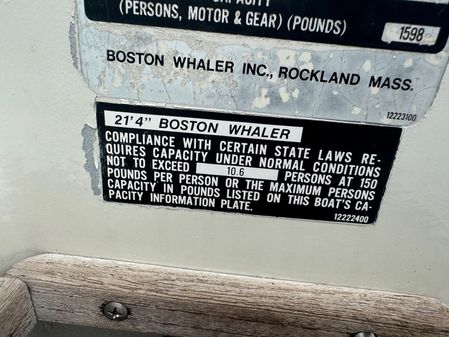 (PERSONS, MOTOR & GEAR) (POUNDS) 1598
BOSTON WHALER INC., ROCKLAND MASS.
12223100
21'4" BOSTON WHALER
COMPLIANCE WITH CERTAIN STATE LAWS RE-
QUIRES CAPACITY UNDER NORMAL CONDITIONS
NOT TO EXCEED 10.6 PERSONS AT 150
POUNDS PER PERSON OR THE MAXIMUM PERSONS
CAPACITY IN POUNDS LISTED ON THIS BOAT'S CA-
PACITY INFORMATION PLATE.
12222400